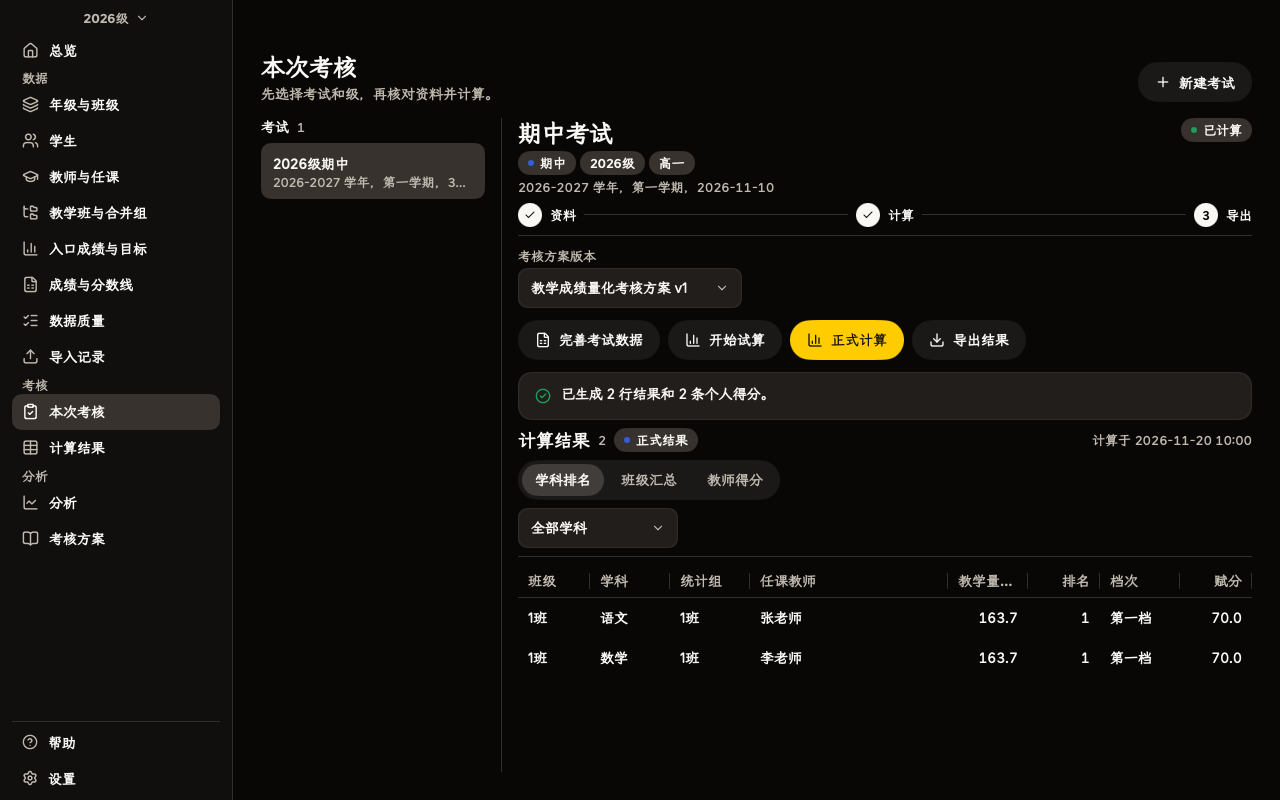 2026级
总览
数据
年级与班级
学生
教师与任课
教学班与合并组
入口成绩与目标
成绩与分数线
数据质量
导入记录
考核
本次考核
计算结果
分析
分析
考核方案
帮助
设置
本次考核
先选择考试和级，再核对资料并计算。
新建考试
考试 1
2026级期中
2026-2027 学年，第一学期，3...
期中考试
已计算
期中 2026级 高一
2026-2027 学年，第一学期，2026-11-10
资料 计算 3 导出
考核方案版本
教学成绩量化考核方案 v1
完善考试数据 开始试算 正式计算 导出结果
已生成 2 行结果和 2 条个人得分。
计算结果 2 正式结果 计算于 2026-11-20 10:00
学科排名 班级汇总 教师得分
全部学科
班级 学科 统计组 任课教师 教学量... 排名 档次 赋分
1班 语文 1班 张老师 163.7 1 第一档 70.0
1班 数学 1班 李老师 163.7 1 第一档 70.0